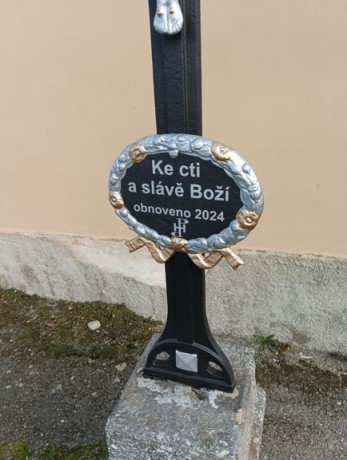 Ke cti
a slávě Boží
obnoveno 2024